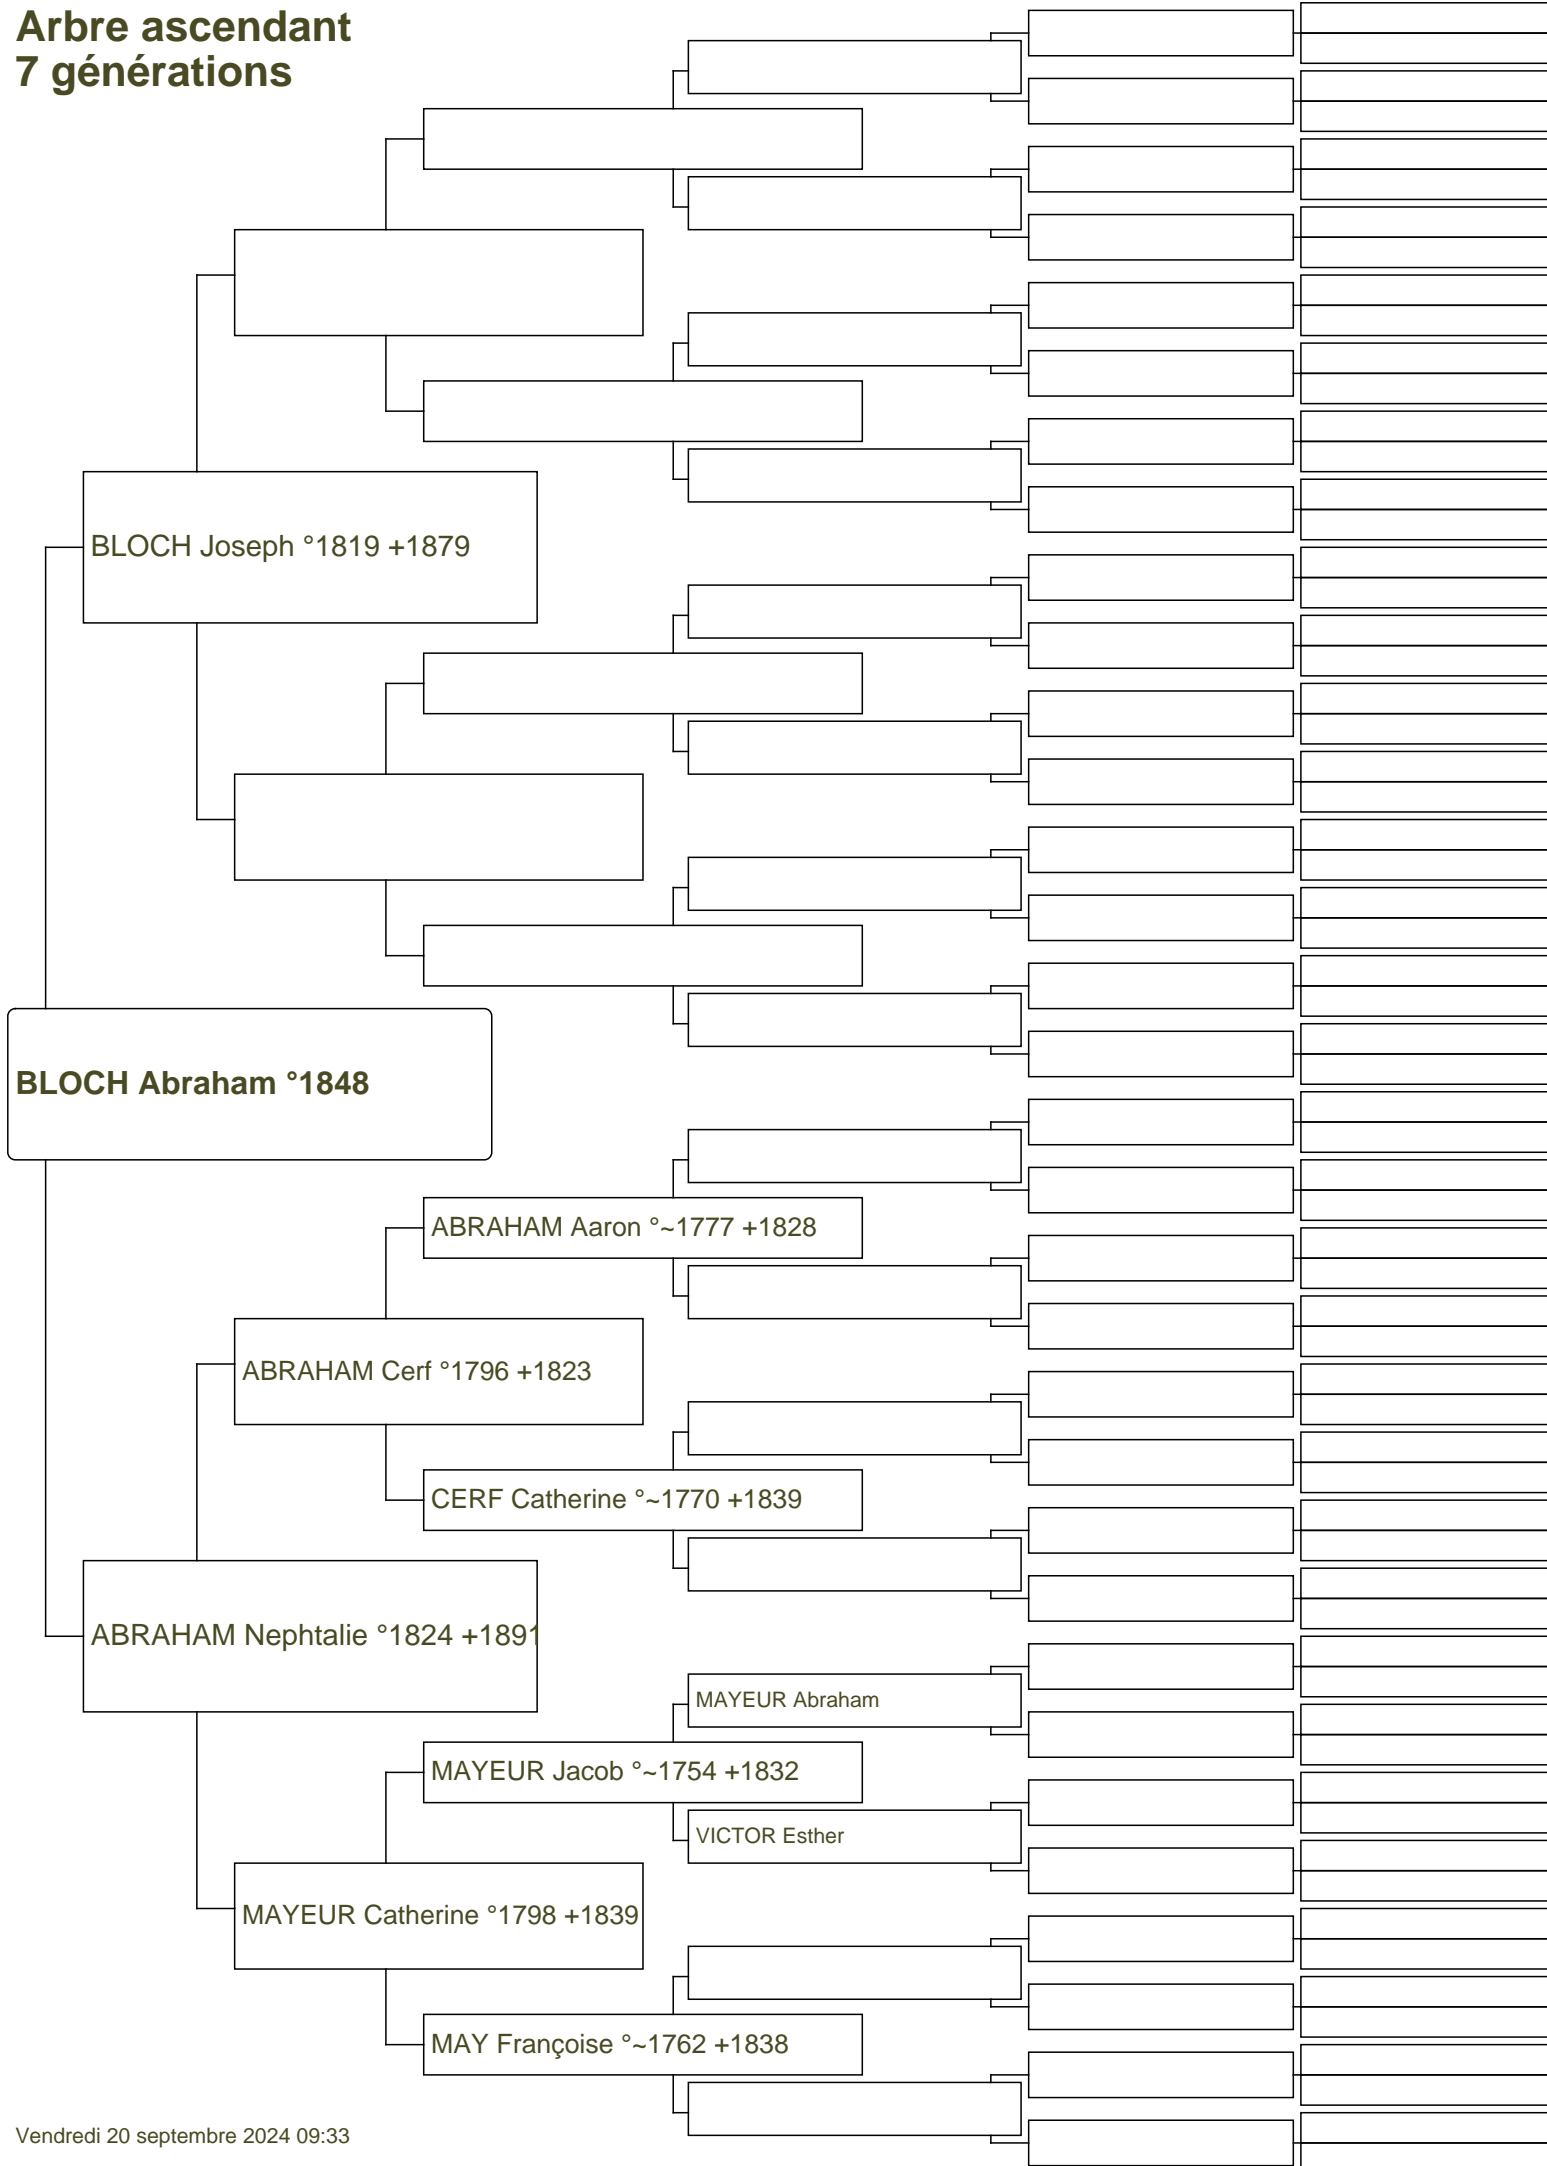 Arbre ascendant
7 générations
BLOCH Joseph °1819 +1879
BLOCH Abraham °1848
ABRAHAM Aaron °~1777 +1828
ABRAHAM Cerf °1796 +1823
CERF Catherine °~1770 +1839
ABRAHAM Nephtalie °1824 +1891
MAYEUR Abraham
MAYEUR Jacob °~1754 +1832
VICTOR Esther
MAYEUR Catherine °1798 +1839
MAY Françoise °~1762 +1838
Vendredi 20 septembre 2024 09:33